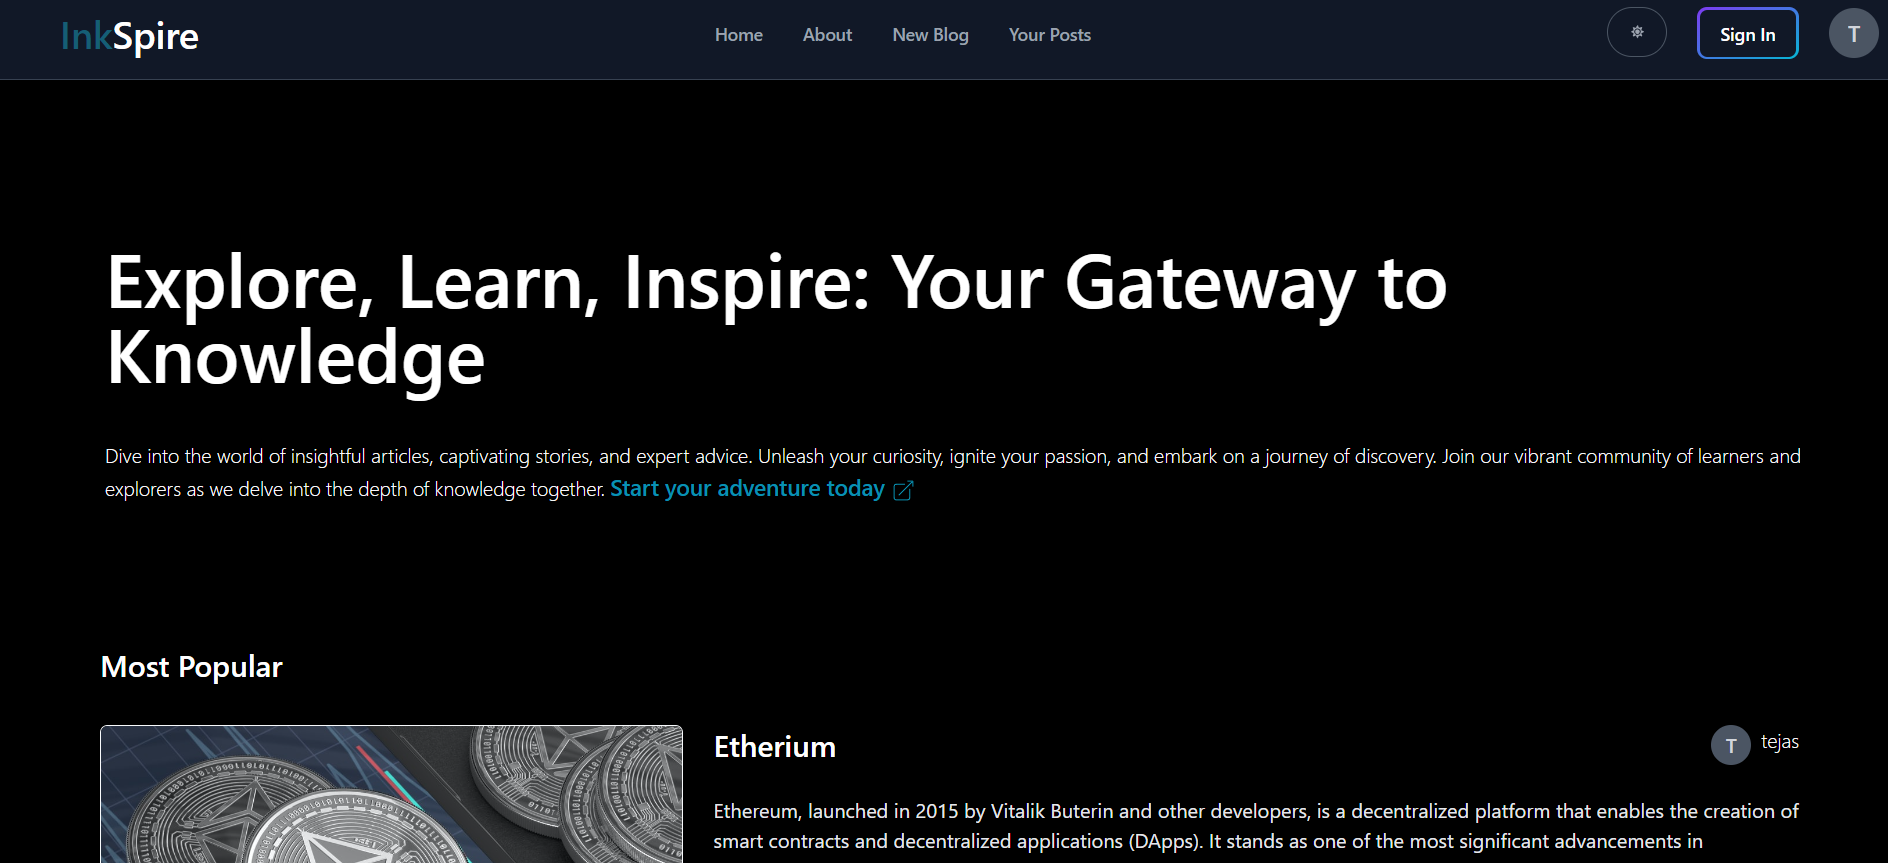 InkSpire Home About New Blog Your Posts Sign In T
Explore, Learn, Inspire: Your Gateway to
Knowledge
Dive into the world of insightful articles, captivating stories, and expert advice. Unleash your curiosity, ignite your passion, and embark on a journey of discovery. Join our vibrant community of learners and
explorers as we delve into the depth of knowledge together. Start your adventure today
Most Popular
Etherium
T tejas
Ethereum, launched in 2015 by Vitalik Buterin and other developers, is a decentralized platform that enables the creation of
smart contracts and decentralized applications (DApps). It stands as one of the most significant advancements in